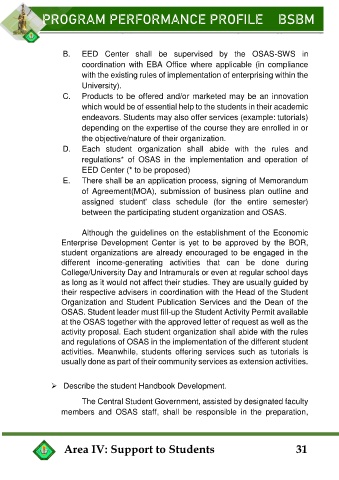 PROGRAM PERFORMANCE PROFILE BSBM
B. EED Center shall be supervised by the OSAS-SWS in
coordination with EBA Office where applicable (in compliance
with the existing rules of implementation of enterprising within the
University).
C. Products to be offered and/or marketed may be an innovation
which would be of essential help to the students in their academic
endeavors. Students may also offer services (example: tutorials)
depending on the expertise of the course they are enrolled in or
the objective/nature of their organization.
D. Each student organization shall abide with the rules and
regulations* of OSAS in the implementation and operation of
EED Center (* to be proposed)
E. There shall be an application process, signing of Memorandum
of Agreement(MOA), submission of business plan outline and
assigned student' class schedule (for the entire semester)
between the participating student organization and OSAS.
Although the guidelines on the establishment of the Economic
Enterprise Development Center is yet to be approved by the BOR,
student organizations are already encouraged to be engaged in the
different income-generating activities that can be done during
College/University Day and Intramurals or even at regular school days
as long as it would not affect their studies. They are usually guided by
their respective advisers in coordination with the Head of the Student
Organization and Student Publication Services and the Dean of the
OSAS. Student leader must fill-up the Student Activity Permit available
at the OSAS together with the approved letter of request as well as the
activity proposal. Each student organization shall abide with the rules
and regulations of OSAS in the implementation of the different student
activities. Meanwhile, students offering services such as tutorials is
usually done as part of their community services as extension activities.
➢ Describe the student Handbook Development.
The Central Student Government, assisted by designated faculty
members and OSAS staff, shall be responsible in the preparation,
Area IV: Support to Students 31